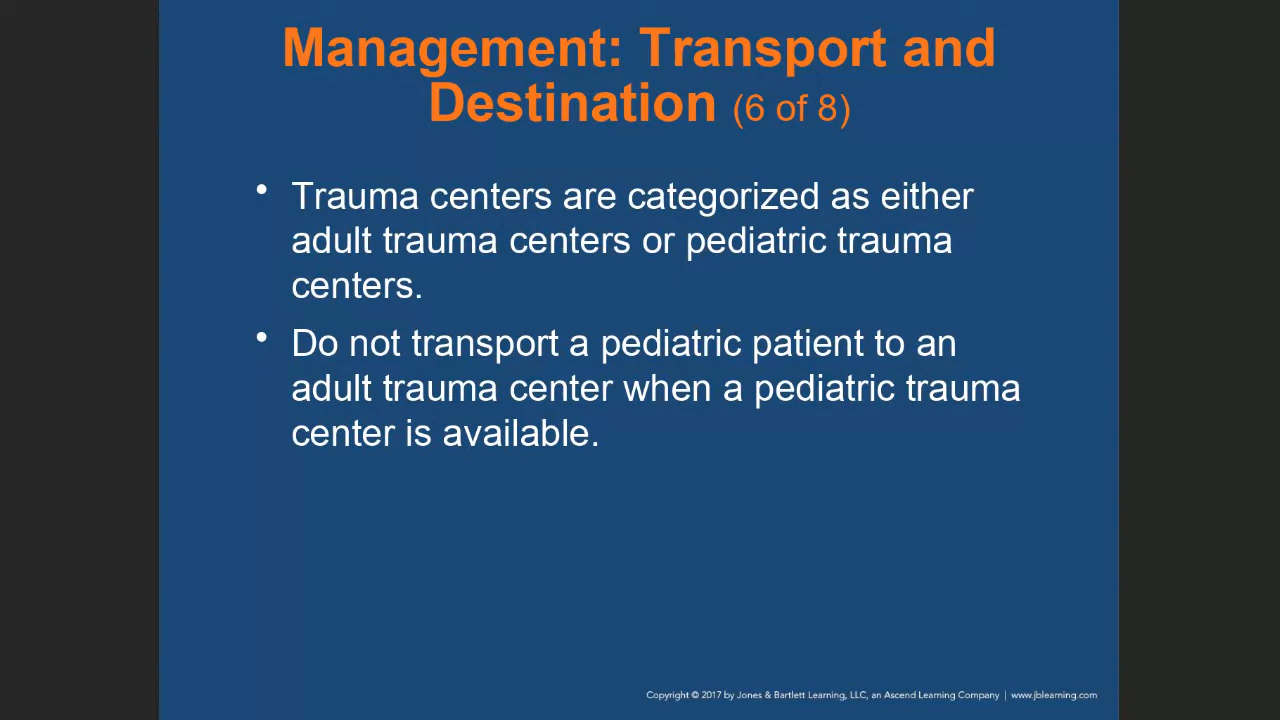 Management: Transport and
Destination (6 of 8)
• Trauma centers are categorized as either
adult trauma centers or pediatric trauma
centers.
• Do not transport a pediatric patient to an
adult trauma center when a pediatric trauma
center is available.
Copyright © 2017 by Jones & Bartlett Learning, LLC, an Ascend Learning Company | www.jblearning.com